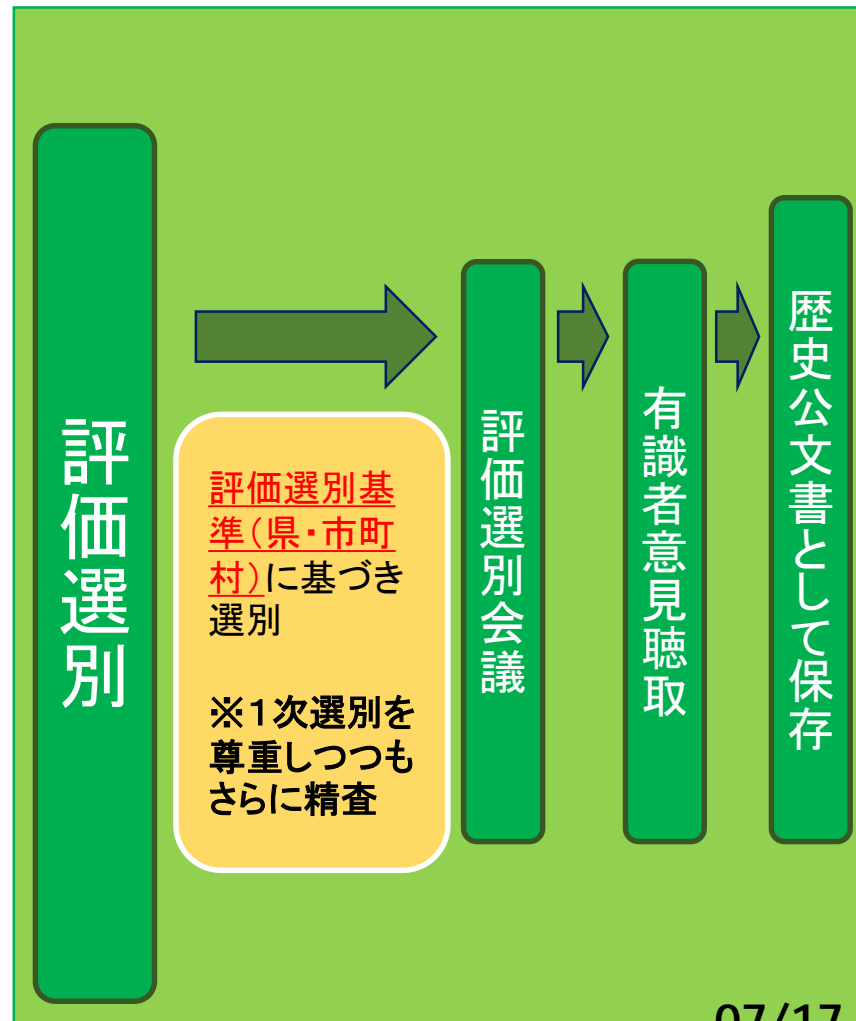 評価選別
評価選別基
準(県・市町
村)に基づき
選別
※1次選別を
尊重しつつも
さらに精査
評価選別会議
有識者意見聴取
歴史公文書として保存
07/17